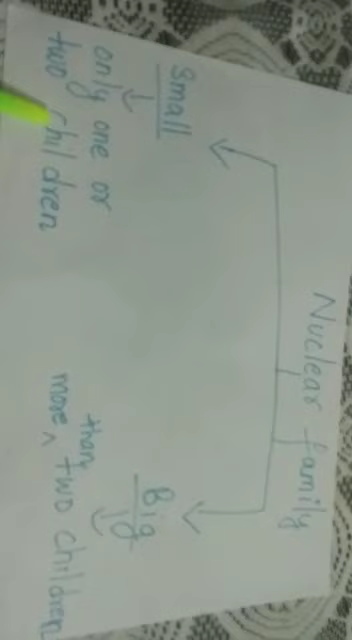 Nuclear family
Small
only one or
two children
Big
than
more ^ two children